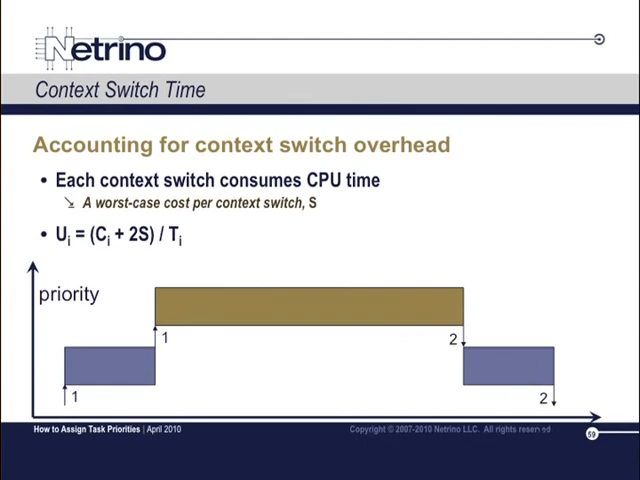 Netrino
Context Switch Time
Accounting for context switch overhead
• Each context switch consumes CPU time
A worst-case cost per context switch, S
• Ui = (Ci + 2S) / Ti
priority
1
2
1
2
How to Assign Task Priorities | April 2010
Copyright © 2007-2010 Netrino LLC. All rights reserved
59